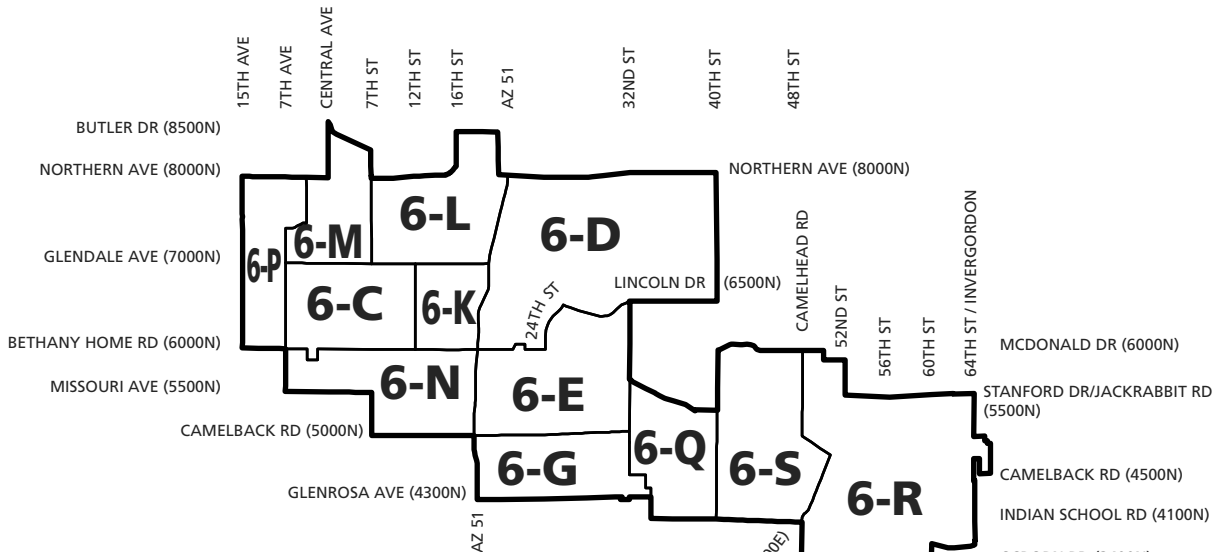 15TH AVE
7TH AVE
CENTRAL AVE
7TH ST
12TH ST
16TH ST
AZ 51
32ND ST
40TH ST
48TH ST
BUTLER DR (8500N)
NORTHERN AVE (8000N)
NORTHERN AVE (8000N)
6-L
6-D
6-M
6-P
GLENDALE AVE (7000N)
CAMELHEAD RD
64TH ST / INVERGORDON
LINCOLN DR (6500N)
6-C
6-K
24TH ST
52ND ST
56TH ST
60TH ST
BETHANY HOME RD (6000N)
MCDONALD DR (6000N)
MISSOURI AVE (5500N)
6-N
6-E
STANFORD DR/JACKRABBIT RD
(5500N)
CAMELBACK RD (5000N)
6-G
6-Q
6-S
6-R
CAMELBACK RD (4500N)
GLENROSA AVE (4300N)
INDIAN SCHOOL RD (4100N)
AZ 51